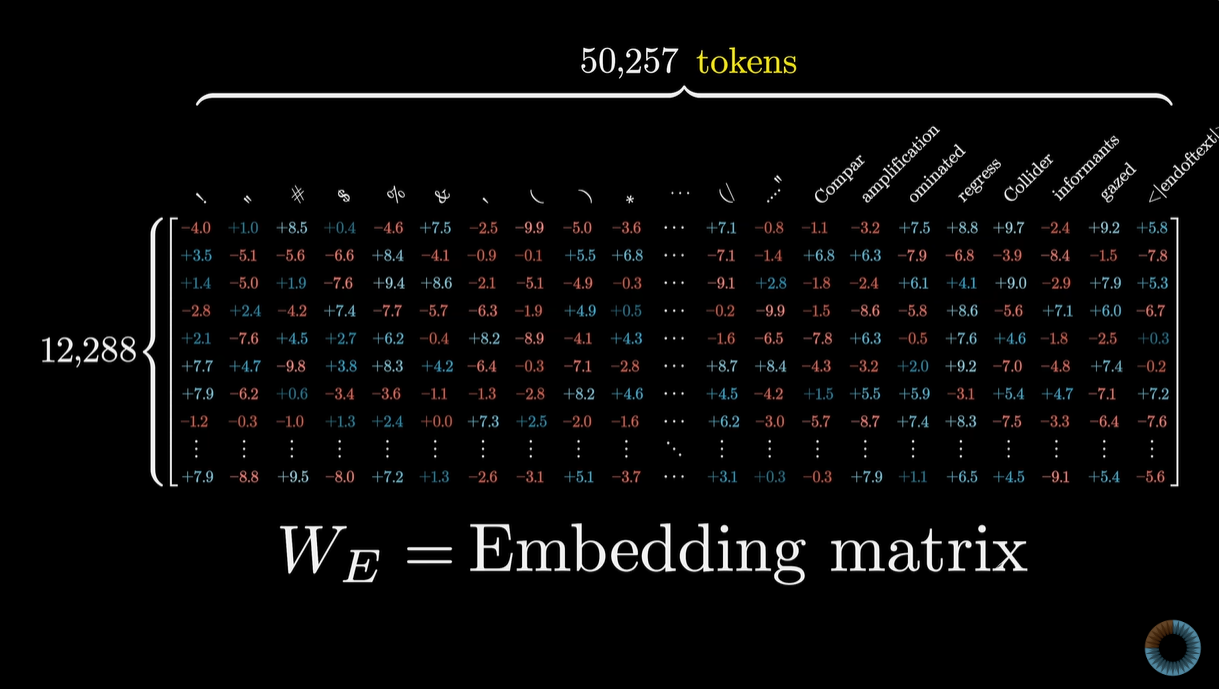 50,257 tokens
! " # $ % & ' ( ) * ⋯ (/ ...." Compar amplification ominated regress Collider informants gazed <|endoftext|
−4.0 +1.0 +8.5 +0.4 −4.6 +7.5 −2.5 −9.9 −5.0 −3.6 ⋯ +7.1 −0.8 −1.1 −3.2 +7.5 +8.8 +9.7 −2.4 +9.2 +5.8
+3.5 −5.1 −5.6 −6.6 +8.4 −4.1 −0.9 −0.1 +5.5 +6.8 ⋯ −7.1 −1.4 +6.8 +6.3 −7.9 −6.8 −3.9 −8.4 −1.5 −7.8
+1.4 −5.0 +1.9 −7.6 +9.4 +8.6 −2.1 −5.1 −4.9 −0.3 ⋯ −9.1 +2.8 −1.8 −2.4 +6.1 +4.1 +9.0 −2.9 +7.9 +5.3
−2.8 +2.4 −4.2 +7.4 −7.7 −5.7 −6.3 −1.9 +4.9 +0.5 ⋯ −0.2 −9.9 −1.5 −8.6 −5.8 +8.6 −5.6 +7.1 +6.0 −6.7
12,288
+2.1 −7.6 +4.5 +2.7 +6.2 −0.4 +8.2 −8.9 −4.1 +4.3 ⋯ −1.6 −6.5 −7.8 +6.3 −0.5 +7.6 +4.6 −1.8 −2.5 +0.3
+7.7 +4.7 −9.8 +3.8 +8.3 +4.2 −6.4 −0.3 −7.1 −2.8 ⋯ +8.7 +8.4 −4.3 −3.2 +2.0 +9.2 −7.0 −4.8 +7.4 −0.2
+7.9 −6.2 +0.6 −3.4 −3.6 −1.1 −1.3 −2.8 +8.2 +4.6 ⋯ +4.5 −4.2 +1.5 +5.5 +5.9 −3.1 +5.4 +4.7 −7.1 +7.2
−1.2 −0.3 −1.0 +1.3 +2.4 +0.0 +7.3 +2.5 −2.0 −1.6 ⋯ +6.2 −3.0 −5.7 −8.7 +7.4 +8.3 −7.5 −3.3 −6.4 −7.6
⋮ ⋮ ⋮ ⋮ ⋮ ⋮ ⋮ ⋮ ⋮ ⋮ ⋱ ⋮ ⋮ ⋮ ⋮ ⋮ ⋮ ⋮ ⋮ ⋮ ⋮
+7.9 −8.8 +9.5 −8.0 +7.2 +1.3 −2.6 −3.1 +5.1 −3.7 ⋯ +3.1 +0.3 −0.3 +7.9 +1.1 +6.5 +4.5 −9.1 +5.4 −5.6
W_E = Embedding matrix